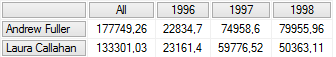 All 1996 1997 1998
Andrew Fuller 177749,26 22834,7 74958,6 79955,96
Laura Callahan 133301,03 23161,4 59776,52 50363,11